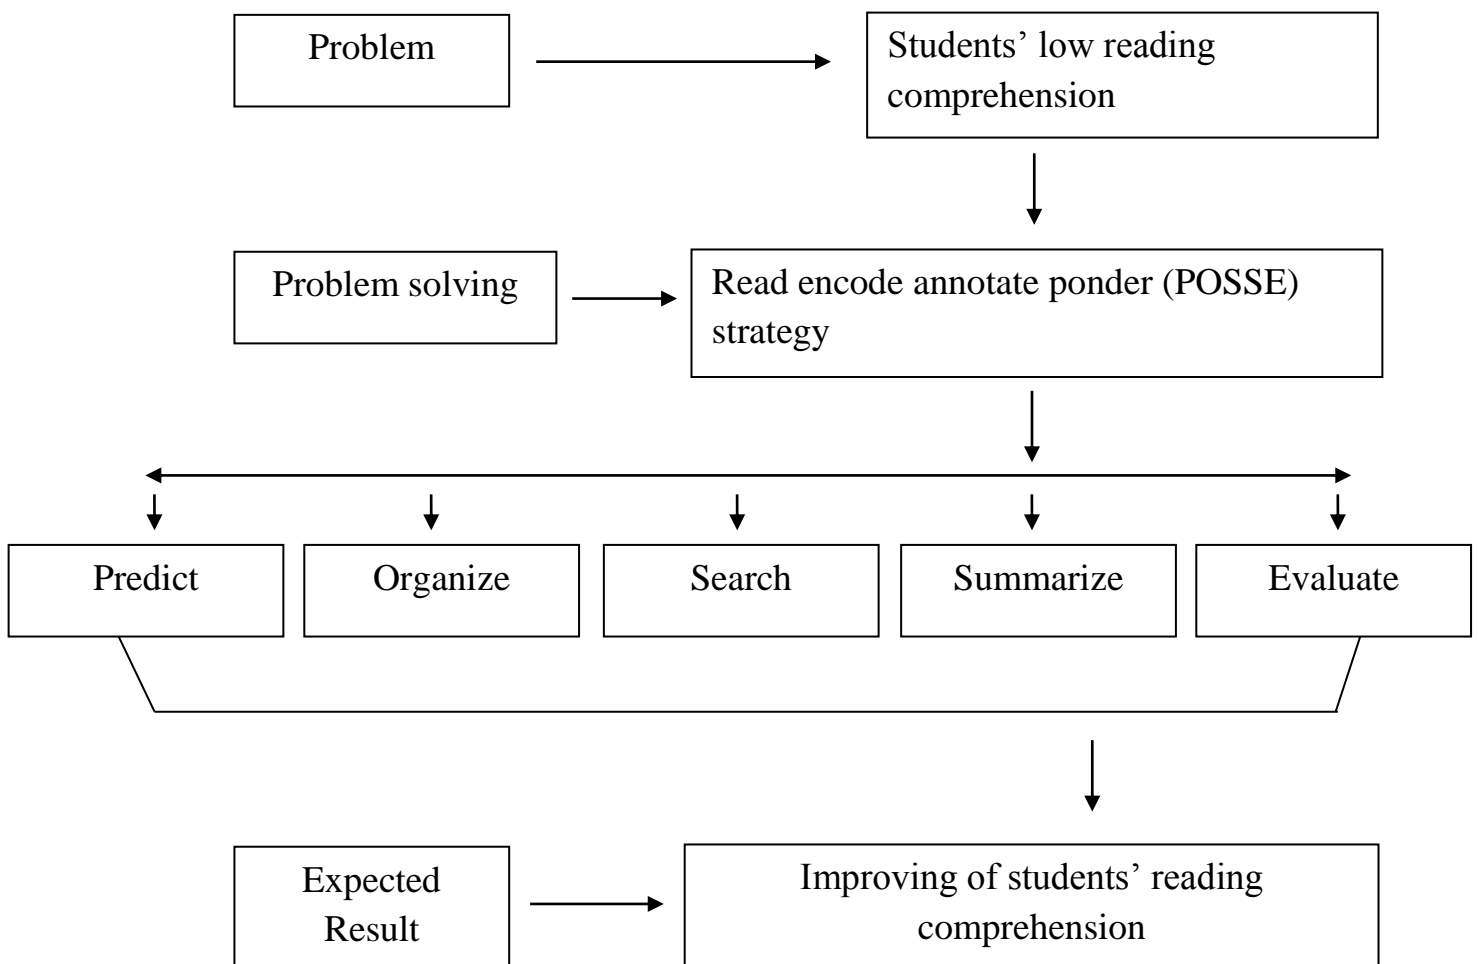 Problem
Students’ low reading
comprehension
Problem solving
Read encode annotate ponder (POSSE)
strategy
Predict
Organize
Search
Summarize
Evaluate
Expected
Result
Improving of students’ reading
comprehension